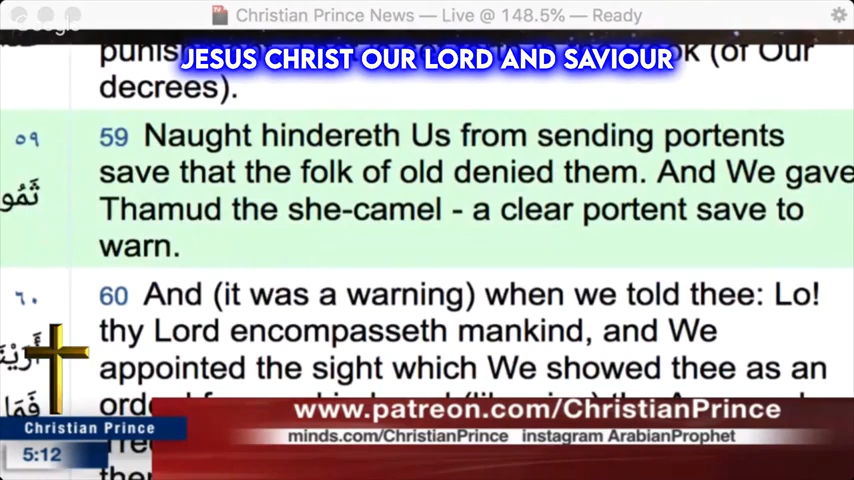 Christian Prince News — Live @ 148.5% — Ready
Google
JESUS CHRIST OUR LORD AND SAVIOUR
(of Our
decrees).
٥٩ 59 Naught hindereth Us from sending portents
save that the folk of old denied them. And We gave
ثَمُو Thamud the she-camel - a clear portent save to
warn.
٦٠ 60 And (it was a warning) when we told thee: Lo!
thy Lord encompasseth mankind, and We
appointed the sight which We showed thee as an
www.patreon.com/ChristianPrince
Christian Prince
minds.com/ChristianPrince instagram ArabianProphet
5:12